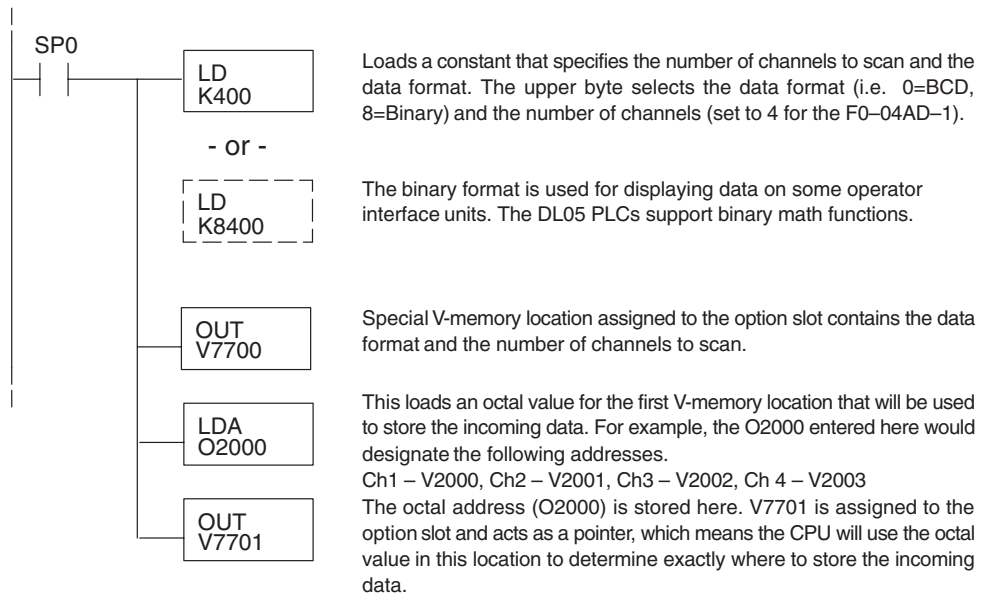 SP0
LD
K400
Loads a constant that specifies the number of channels to scan and the
data format. The upper byte selects the data format (i.e. 0=BCD,
8=Binary) and the number of channels (set to 4 for the F0–04AD–1).
- or -
LD
K8400
The binary format is used for displaying data on some operator
interface units. The DL05 PLCs support binary math functions.
OUT
V7700
Special V-memory location assigned to the option slot contains the data
format and the number of channels to scan.
LDA
O2000
This loads an octal value for the first V-memory location that will be used
to store the incoming data. For example, the O2000 entered here would
designate the following addresses.
Ch1 – V2000, Ch2 – V2001, Ch3 – V2002, Ch 4 – V2003
OUT
V7701
The octal address (O2000) is stored here. V7701 is assigned to the
option slot and acts as a pointer, which means the CPU will use the octal
value in this location to determine exactly where to store the incoming
data.